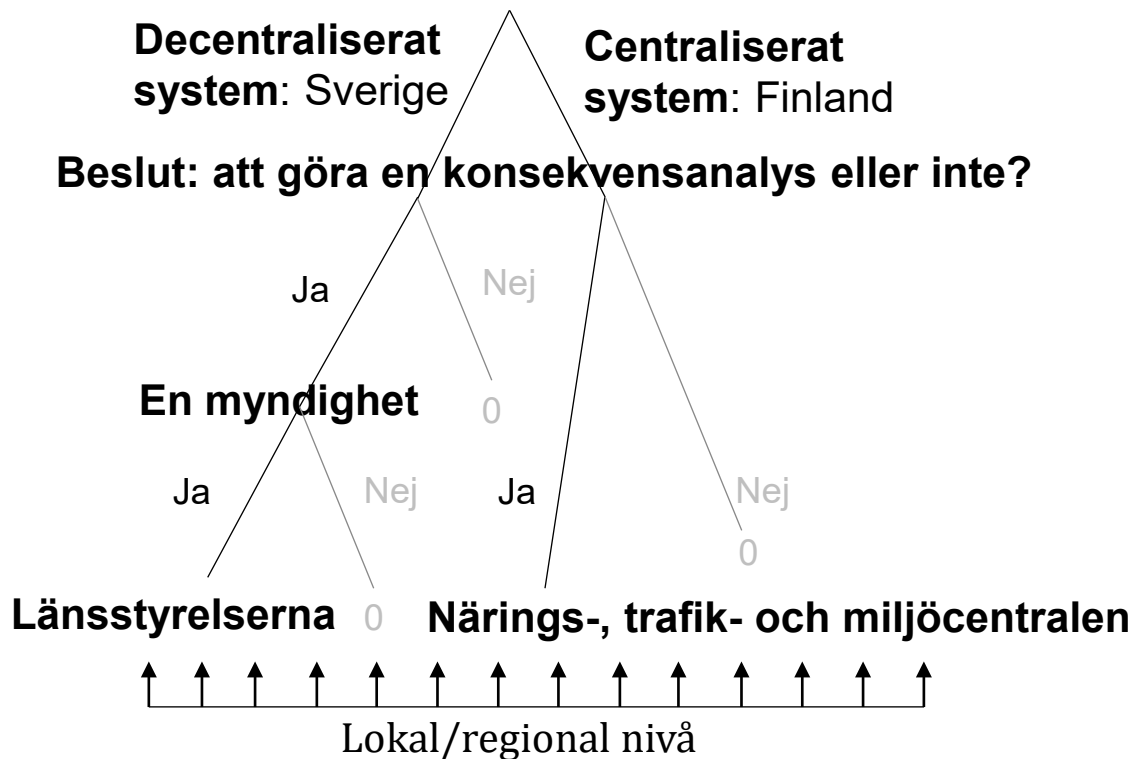 Decentraliserat
system: Sverige
Centraliserat
system: Finland
Beslut: att göra en konsekvensanalys eller inte?
Ja
Nej
En myndighet
0
Ja
Nej
Ja
Nej
0
Länsstyrelserna
0
Närings-, trafik- och miljöcentralen
Lokal/regional nivå